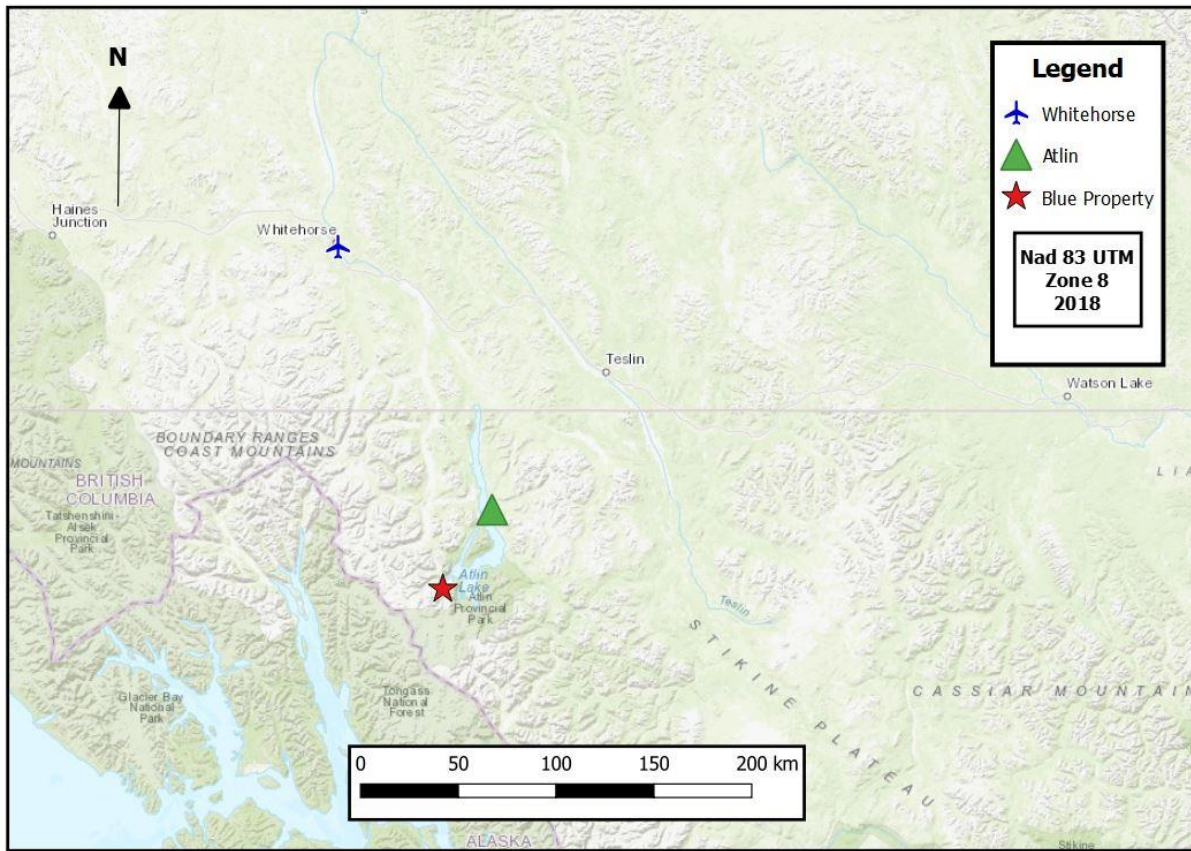 N
Legend
Whitehorse
Atlin
Blue Property
Nad 83 UTM
Zone 8
2018
Haines
Junction
Whitehorse
Teslin
Watson Lake
BOUNDARY RANGES
COAST MOUNTAINS
MOUNTAINS
BRITISH
COLUMBIA
Tatshenshini-
Alsek
Provincial
Park
LIA
Atlin
Lake
Atlin
Provincial
Park
Teslin
STIKINE PLATEAU
CASSIAR MOUNTAIN
Glacier Bay
National
Park
Tongass
National
Forest
0 50 100 150 200 km
ALASKA
Stikine